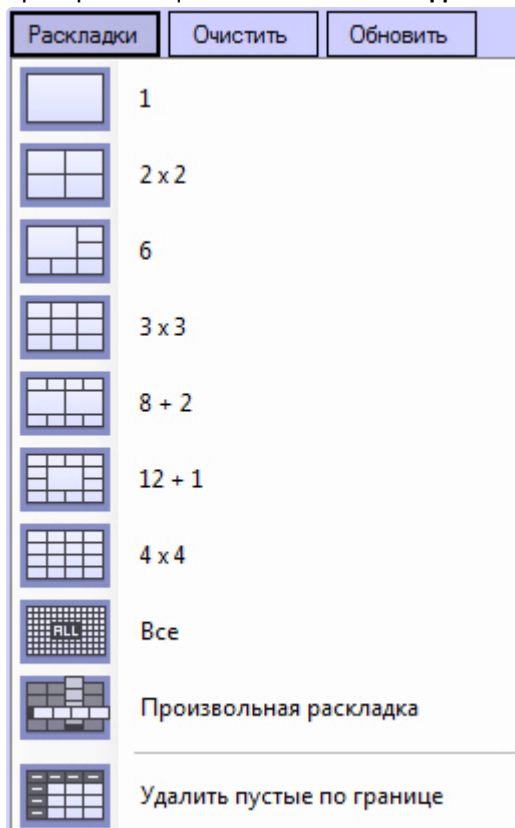 Раскладки Очистить Обновить
1
2 x 2
6
3 x 3
8 + 2
12 + 1
4 x 4
ALL Все
Произвольная раскладка
Удалить пустые по границе